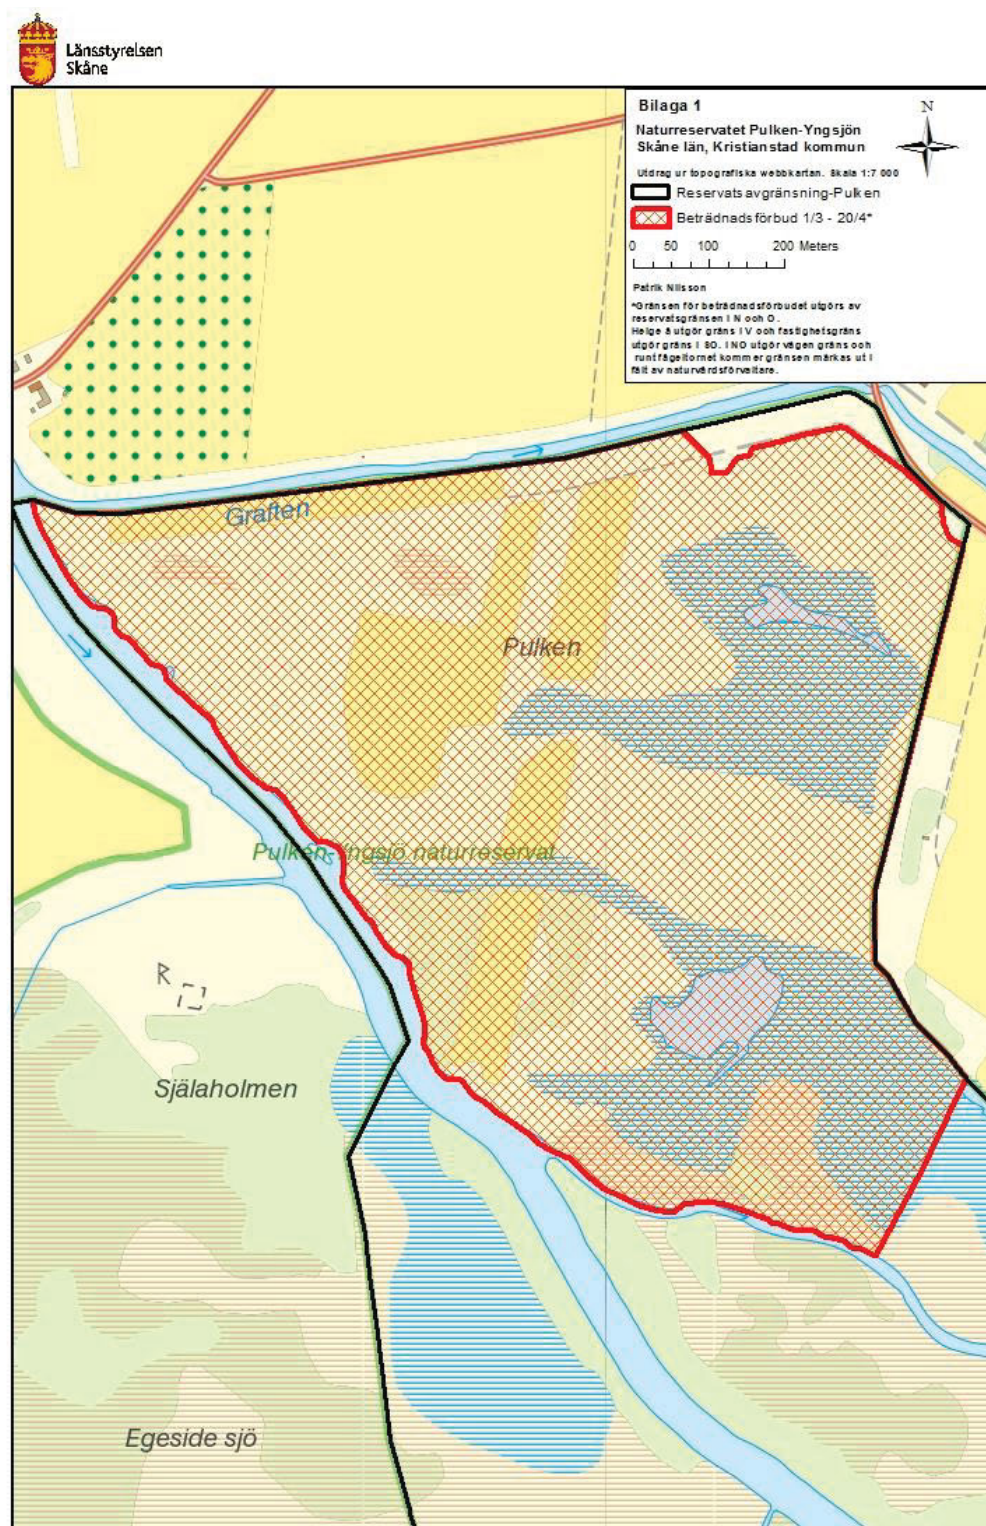 Länsstyrelsen
Skåne
Bilaga 1
N
Naturreservatet Pulken-Yngsjön
Skåne län, Kristianstad kommun
Utdrag ur topografiska webbkartan. Skala 1:7 000
Reservatsavgränsning-Pulken
Beträdnadsförbud 1/3 - 20/4*
0 50 100 200 Meters
Patrik Nilsson
*Gränsen för beträdnadsförbudet utgörs av
reservatsgränsen i N och O.
Helge å utgör gräns i V och fastighetsgräns
utgör gräns i SO. I NO utgör vägen gräns och
runt fågeltornet kommer gränsen märkas ut i
fält av naturvårdsförvaltare.
Graften
Pulken
Pulken-Yngsjö naturreservat
R
Själaholmen
Egeside sjö